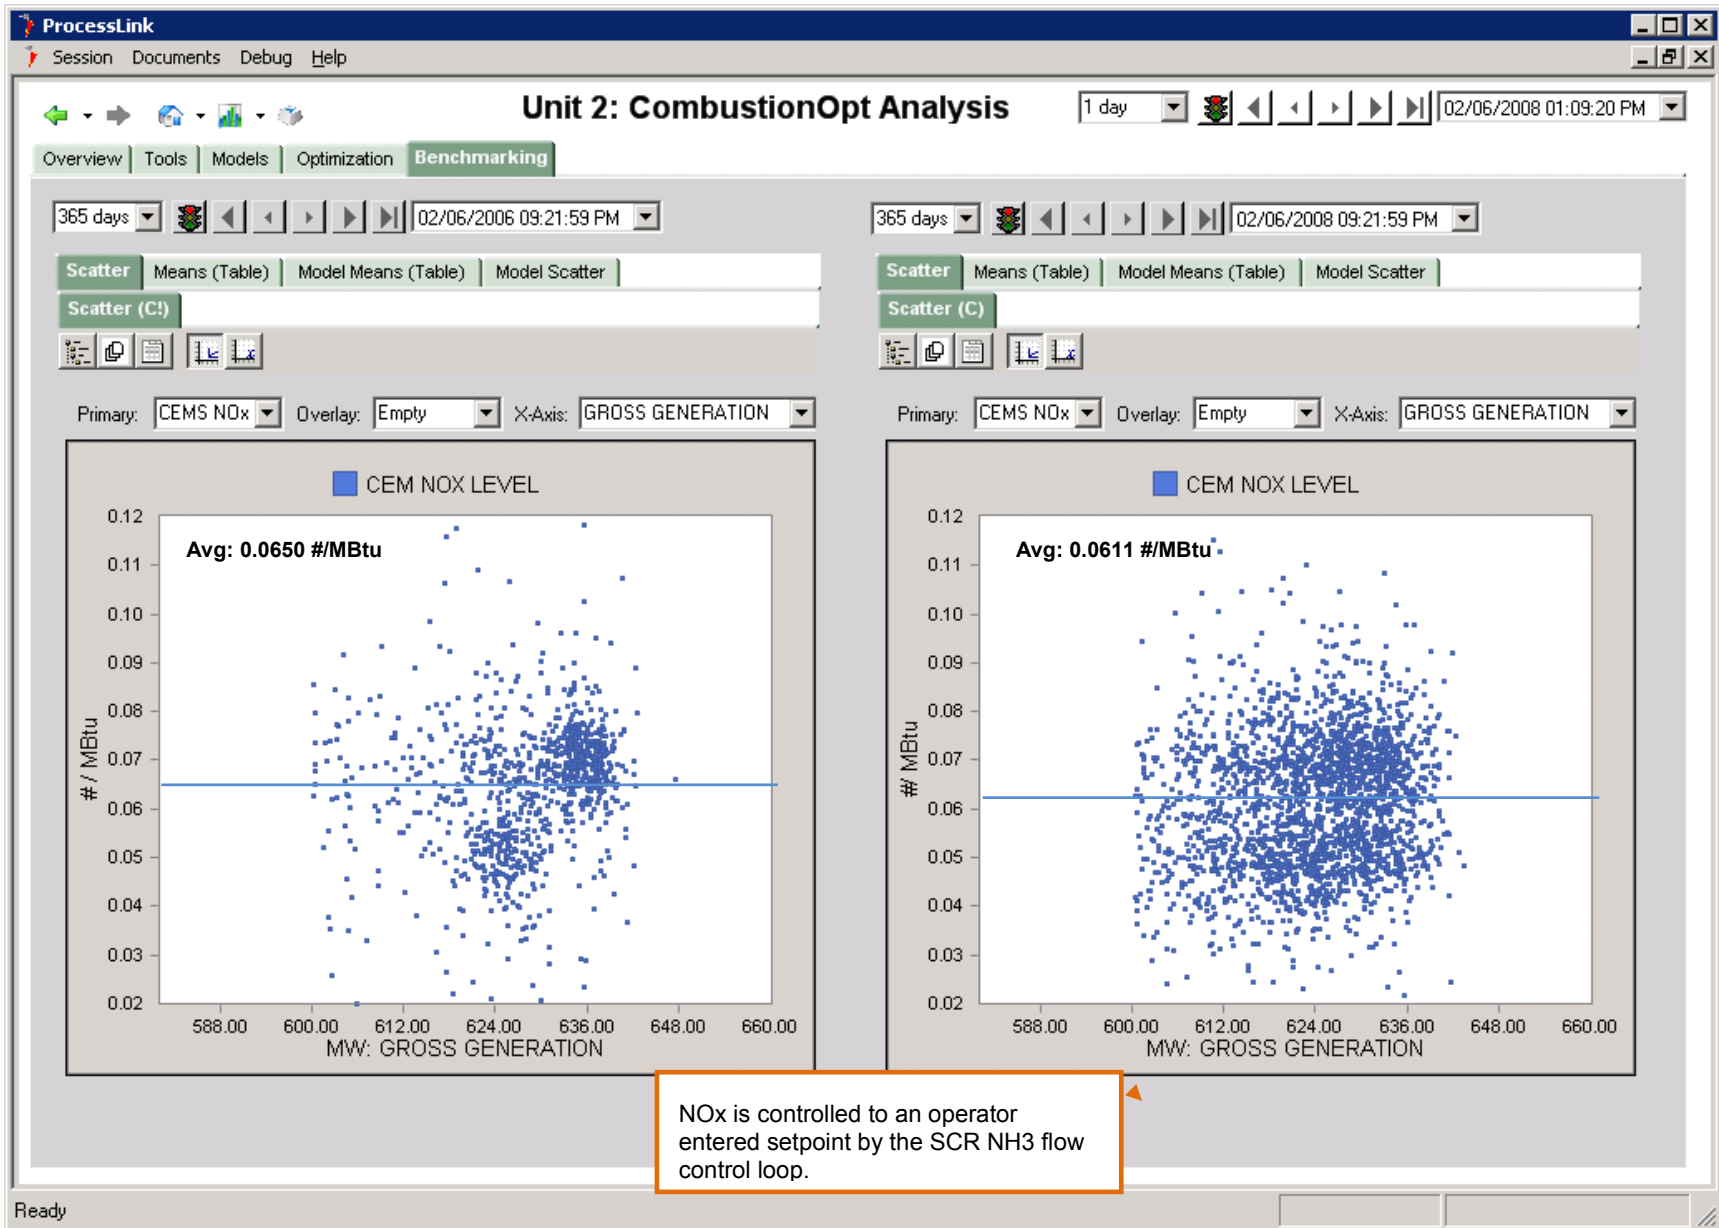 ProcessLink
Session Documents Debug Help
Unit 2: CombustionOpt Analysis
1 day
02/06/2008 01:09:20 PM
Overview Tools Models Optimization Benchmarking
365 days
02/06/2006 09:21:59 PM
Scatter Means (Table) Model Means (Table) Model Scatter
Scatter (C!)
Primary: CEMS NOx Overlay: Empty X-Axis: GROSS GENERATION
CEM NOX LEVEL
Avg: 0.0650 #/MBtu
0.12
0.11
0.10
0.09
0.08
0.07
0.06
0.05
0.04
0.03
0.02
# / MBtu
588.00 600.00 612.00 624.00 636.00 648.00 660.00
MW: GROSS GENERATION
365 days
02/06/2008 09:21:59 PM
Scatter Means (Table) Model Means (Table) Model Scatter
Scatter (C)
Primary: CEMS NOx Overlay: Empty X-Axis: GROSS GENERATION
CEM NOX LEVEL
Avg: 0.0611 #/MBtu
0.12
0.11
0.10
0.09
0.08
0.07
0.06
0.05
0.04
0.03
0.02
#/ MBtu
588.00 600.00 612.00 624.00 636.00 648.00 660.00
MW: GROSS GENERATION
NOx is controlled to an operator
entered setpoint by the SCR NH3 flow
control loop.
Ready